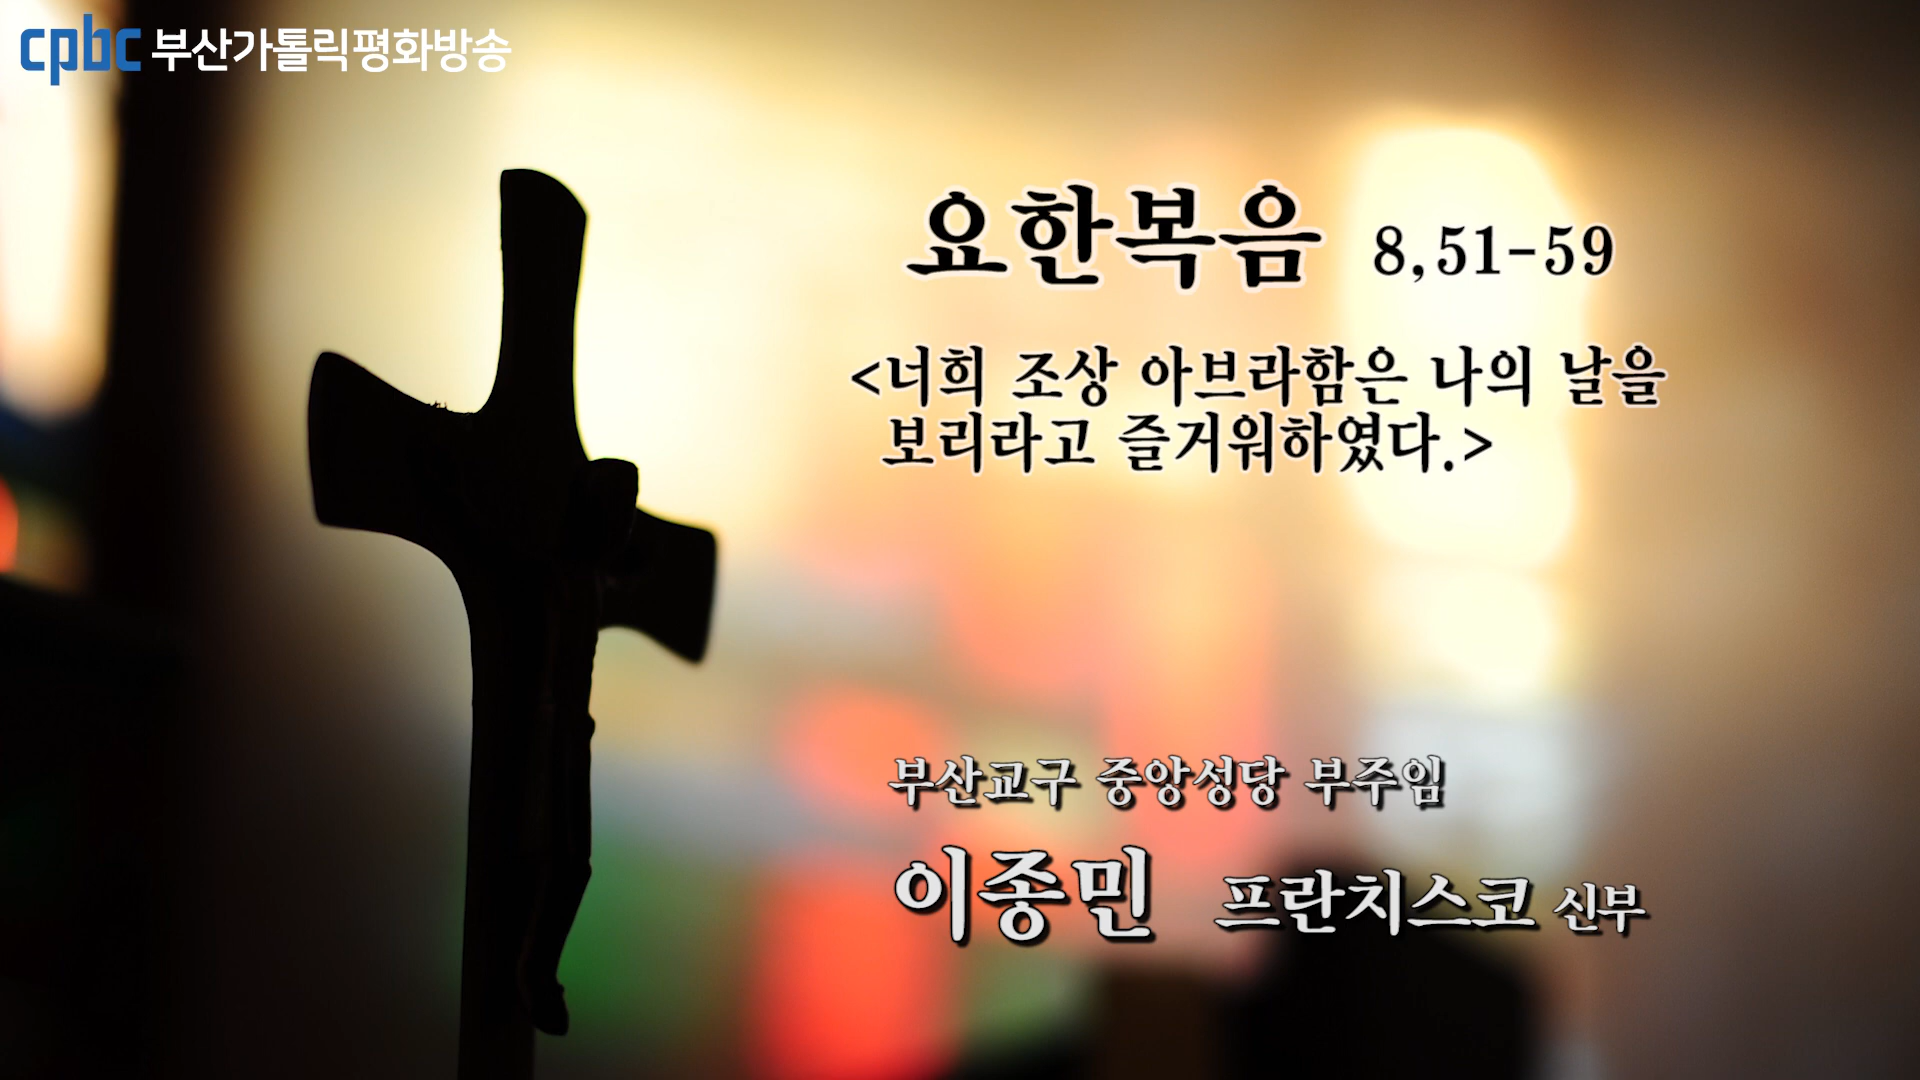 cpbc 부산가톨릭평화방송
요한복음 8,51-59
<너희 조상 아브라함은 나의 날을
보리라고 즐거워하였다.>
부산교구 중앙성당 부주임
이종민 프란치스코 신부